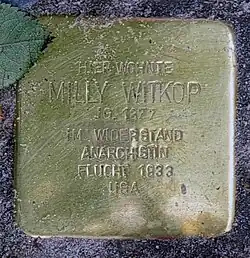 HIER WOHNTE
MILLY WITKOP
JG. 1877
IM WIDERSTAND
ANARCHISTIN
FLUCHT 1933
USA